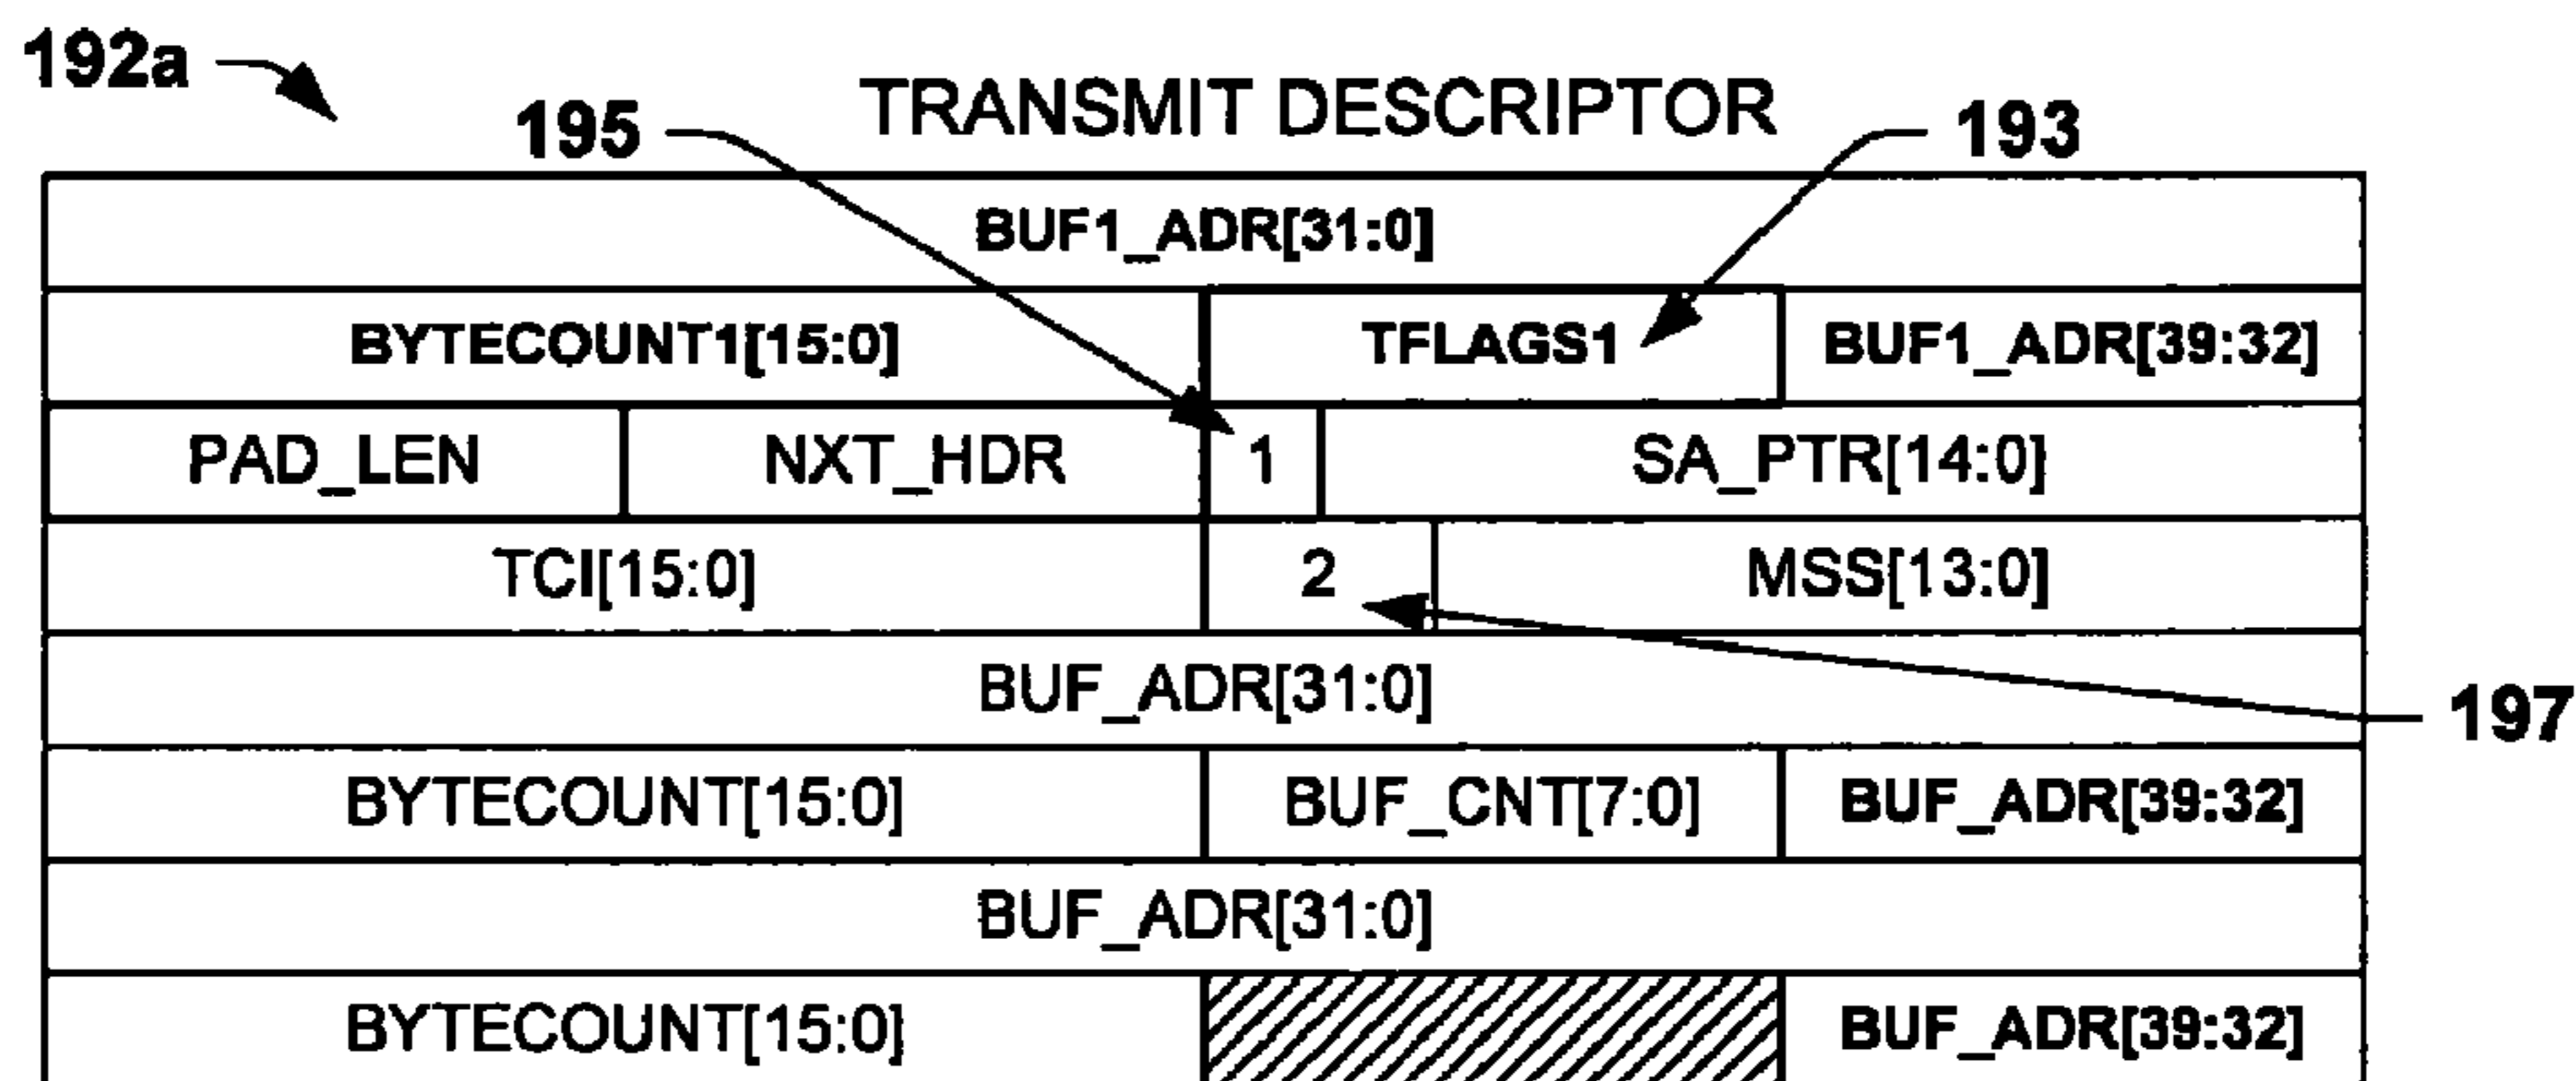 192a
TRANSMIT DESCRIPTOR
195 193
BUF1_ADR[31:0]
BYTECOUNT1[15:0] TFLAGS1 BUF1_ADR[39:32]
PAD_LEN NXT_HDR 1 SA_PTR[14:0]
TCI[15:0] 2 MSS[13:0]
BUF_ADR[31:0]
197
BYTECOUNT[15:0] BUF_CNT[7:0] BUF_ADR[39:32]
BUF_ADR[31:0]
BYTECOUNT[15:0] BUF_ADR[39:32]